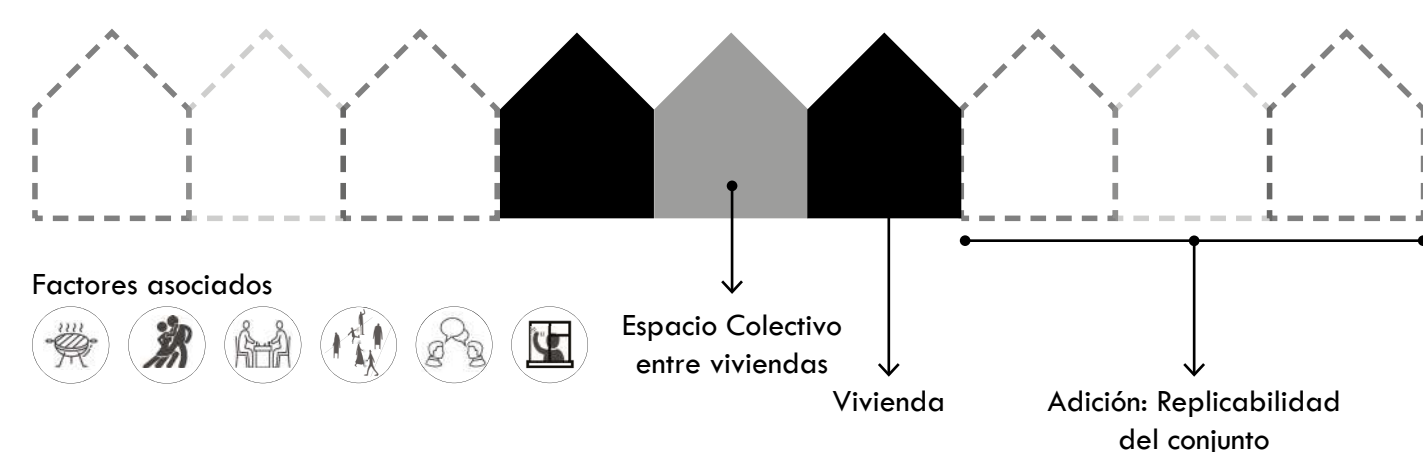 Factores asociados
Espacio Colectivo
entre viviendas
Vivienda
Adición: Replicabilidad
del conjunto